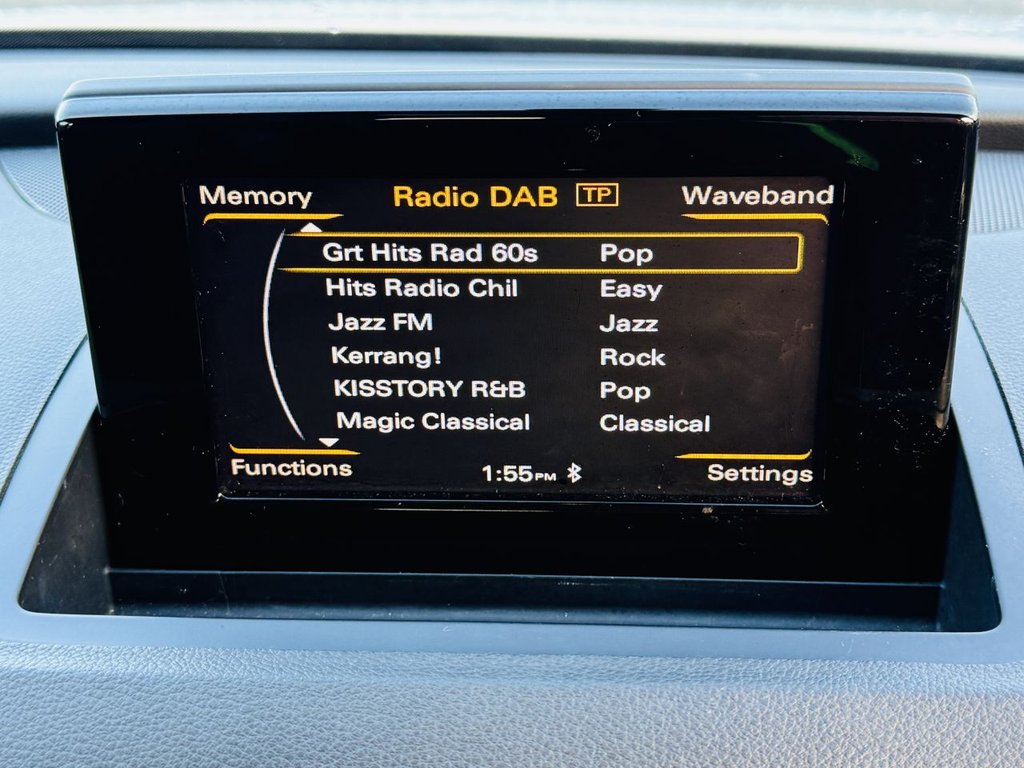 Memory Radio DAB TP Waveband
Grt Hits Rad 60s Pop
Hits Radio Chil Easy
Jazz FM Jazz
Kerrang! Rock
KISSTORY R&B Pop
Magic Classical Classical
Functions 1:55PM Settings